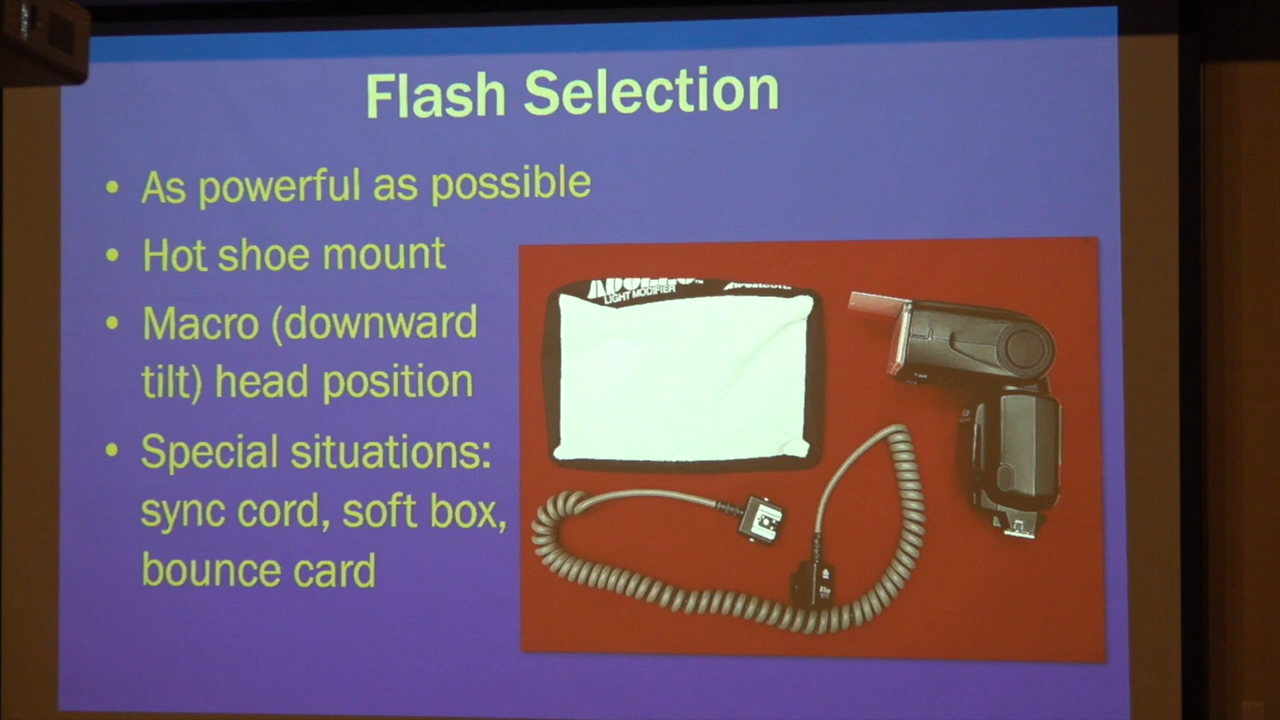 Flash Selection
• As powerful as possible
• Hot shoe mount
• Macro (downward
tilt) head position
• Special situations:
sync cord, soft box,
bounce card
APOLLO™
LIGHT MODIFIER